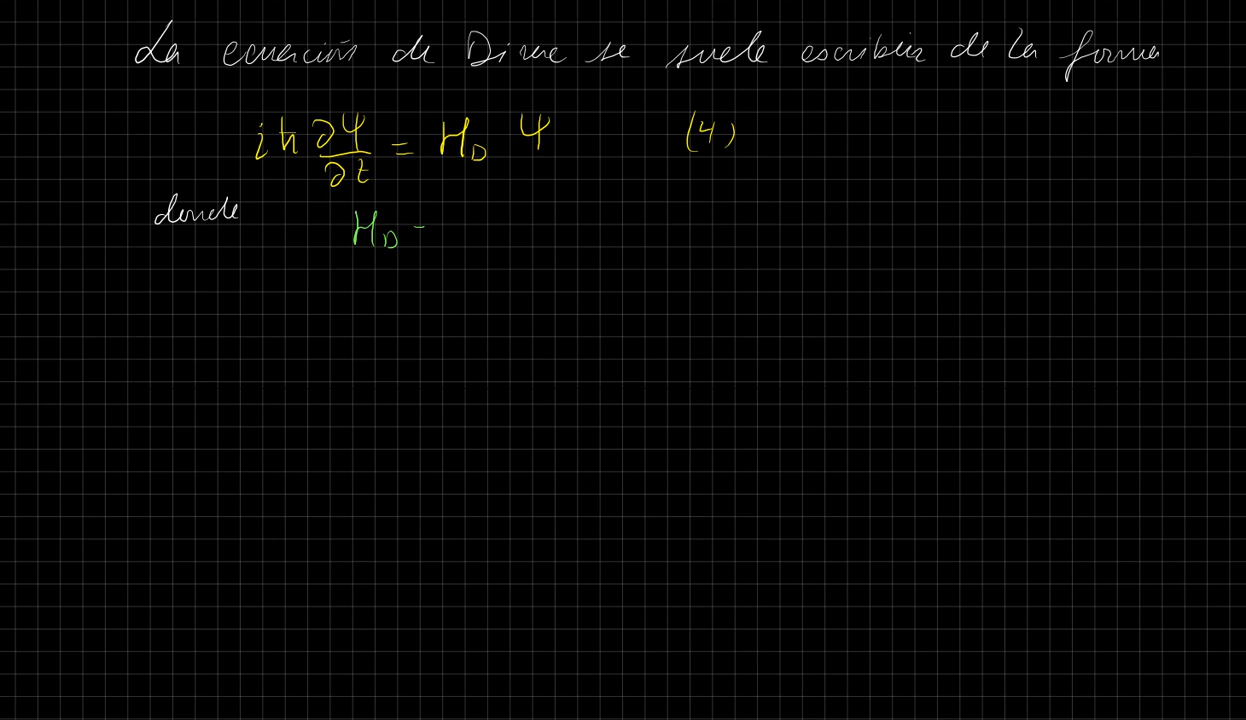 La ecuación de Dirac se suele escribir de la forma
iħ ∂Ψ/∂t = H_D Ψ (4)
donde
H_D -